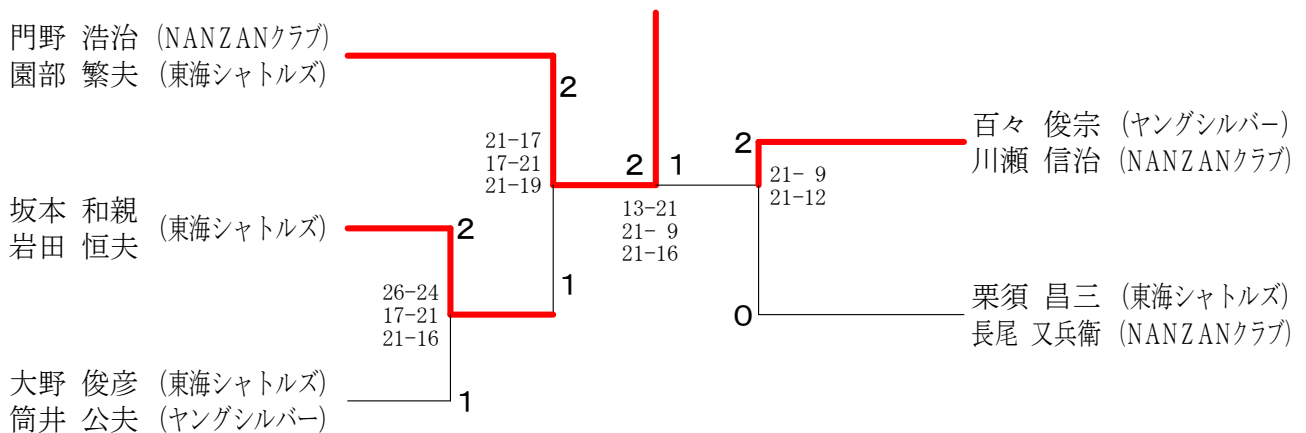 門野 浩治 (NANZANクラブ)
園部 繁夫 (東海シャトルズ)
2
21-17
17-21
21-19
坂本 和親
岩田 恒夫
(東海シャトルズ)
2
26-24
17-21
21-16
1
大野 俊彦 (東海シャトルズ)
筒井 公夫 (ヤングシルバー)
1
2 1
13-21
21- 9
21-16
百々 俊宗 (ヤングシルバー)
川瀬 信治 (NANZANクラブ)
2
21- 9
21-12
栗須 昌三 (東海シャトルズ)
長尾 又兵衛 (NANZANクラブ)
0